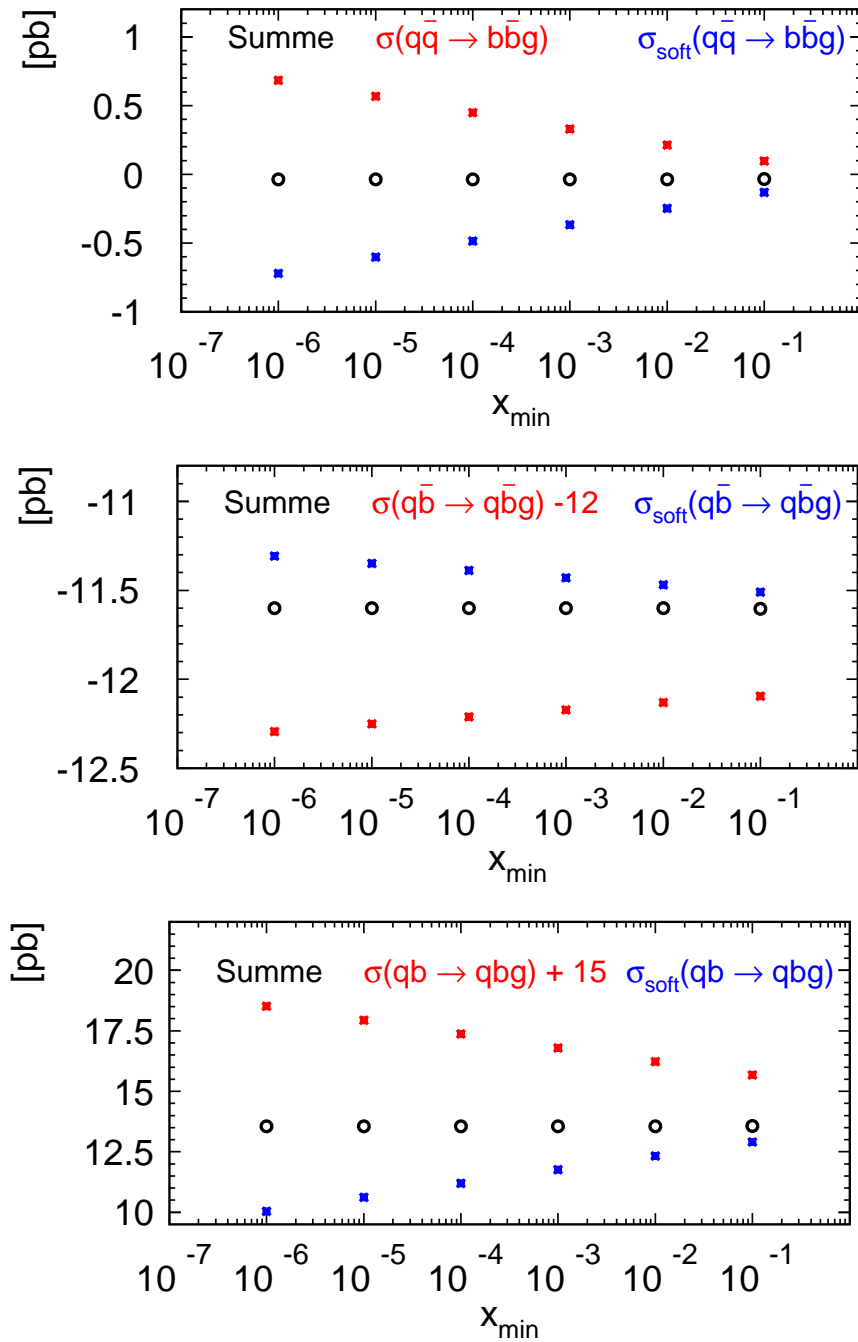 [pb]
Summe σ(qq̄ → bb̄g) σ_soft(qq̄ → bb̄g)
1
0.5
0
-0.5
-1
10^-7 10^-6 10^-5 10^-4 10^-3 10^-2 10^-1
x_min
[pb]
Summe σ(qb̄ → qb̄g) -12 σ_soft(qb̄ → qb̄g)
-11
-11.5
-12
-12.5
10^-7 10^-6 10^-5 10^-4 10^-3 10^-2 10^-1
x_min
[pb]
Summe σ(qb → qbg) + 15 σ_soft(qb → qbg)
20
17.5
15
12.5
10
10^-7 10^-6 10^-5 10^-4 10^-3 10^-2 10^-1
x_min